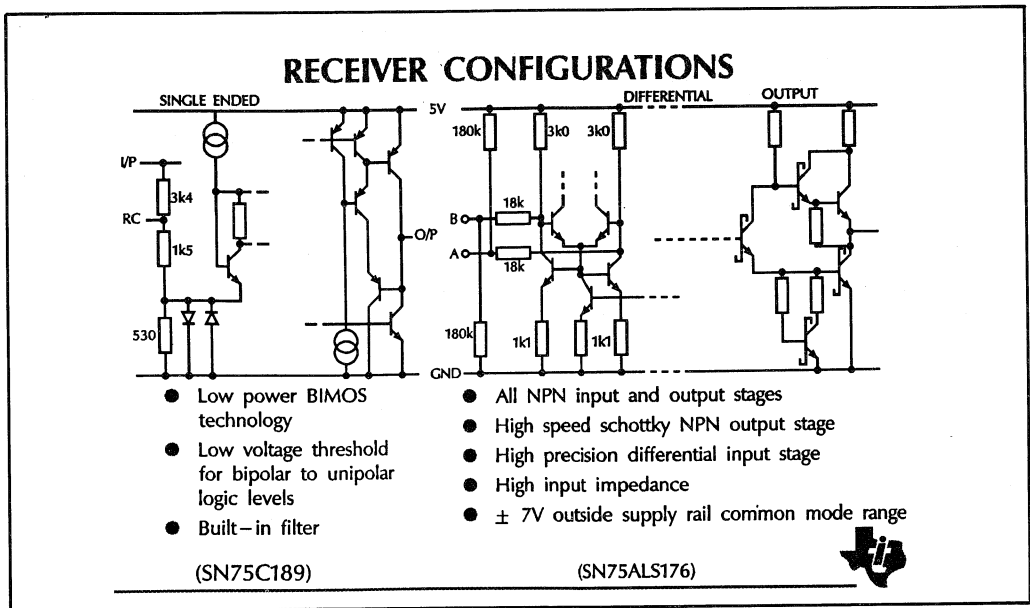 RECEIVER CONFIGURATIONS
SINGLE ENDED
5V
DIFFERENTIAL
OUTPUT
180k
3k0
3k0
I/P
3k4
RC
1k5
530
O/P
B
18k
A
18k
180k
1k1
1k1
GND
● Low power BIMOS
technology
● Low voltage threshold
for bipolar to unipolar
logic levels
● Built-in filter
(SN75C189)
● All NPN input and output stages
● High speed schottky NPN output stage
● High precision differential input stage
● High input impedance
● ± 7V outside supply rail common mode range
(SN75ALS176)